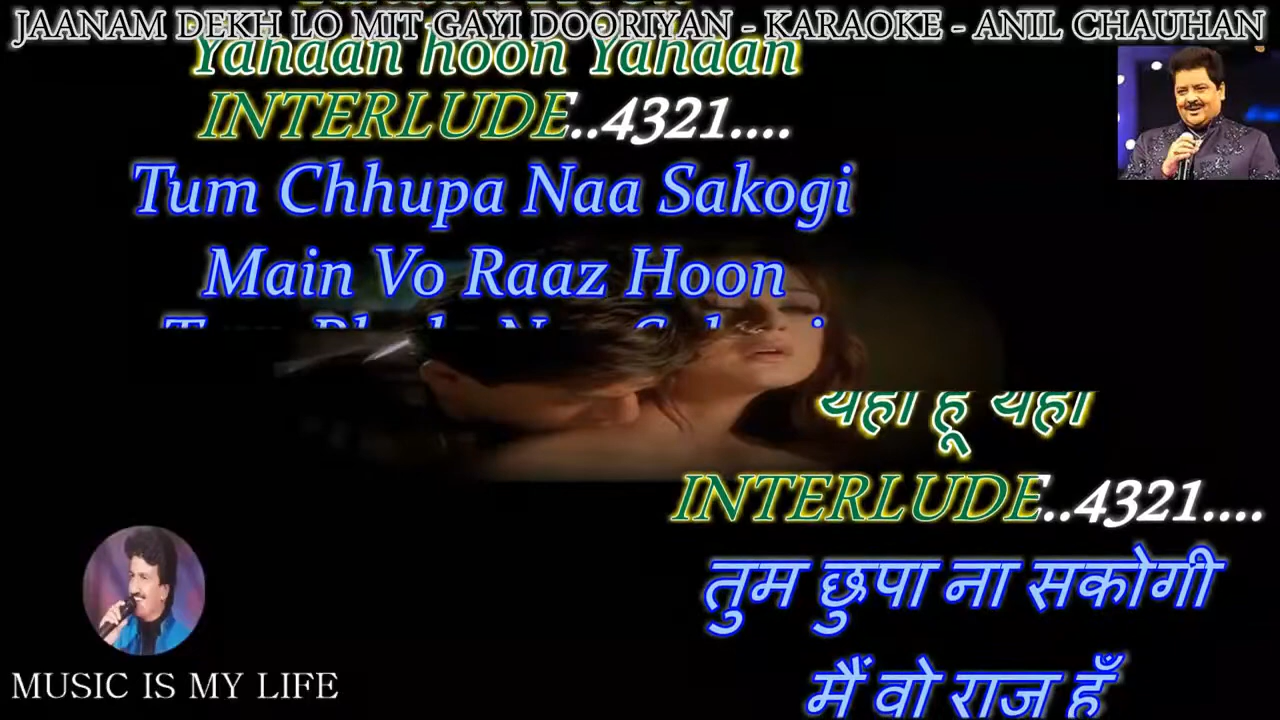 JAANAM DEKH LO MIT GAYI DOORIYAN - KARAOKE - ANIL CHAUHAN
Yahaan hoon Yahaan
INTERLUDE..4321....
Tum Chhupa Naa Sakogi
Main Vo Raaz Hoon
यहाँ हूँ यहाँ
INTERLUDE..4321....
तुम छुपा ना सकोगी
मैं वो राज़ हूँ
MUSIC IS MY LIFE